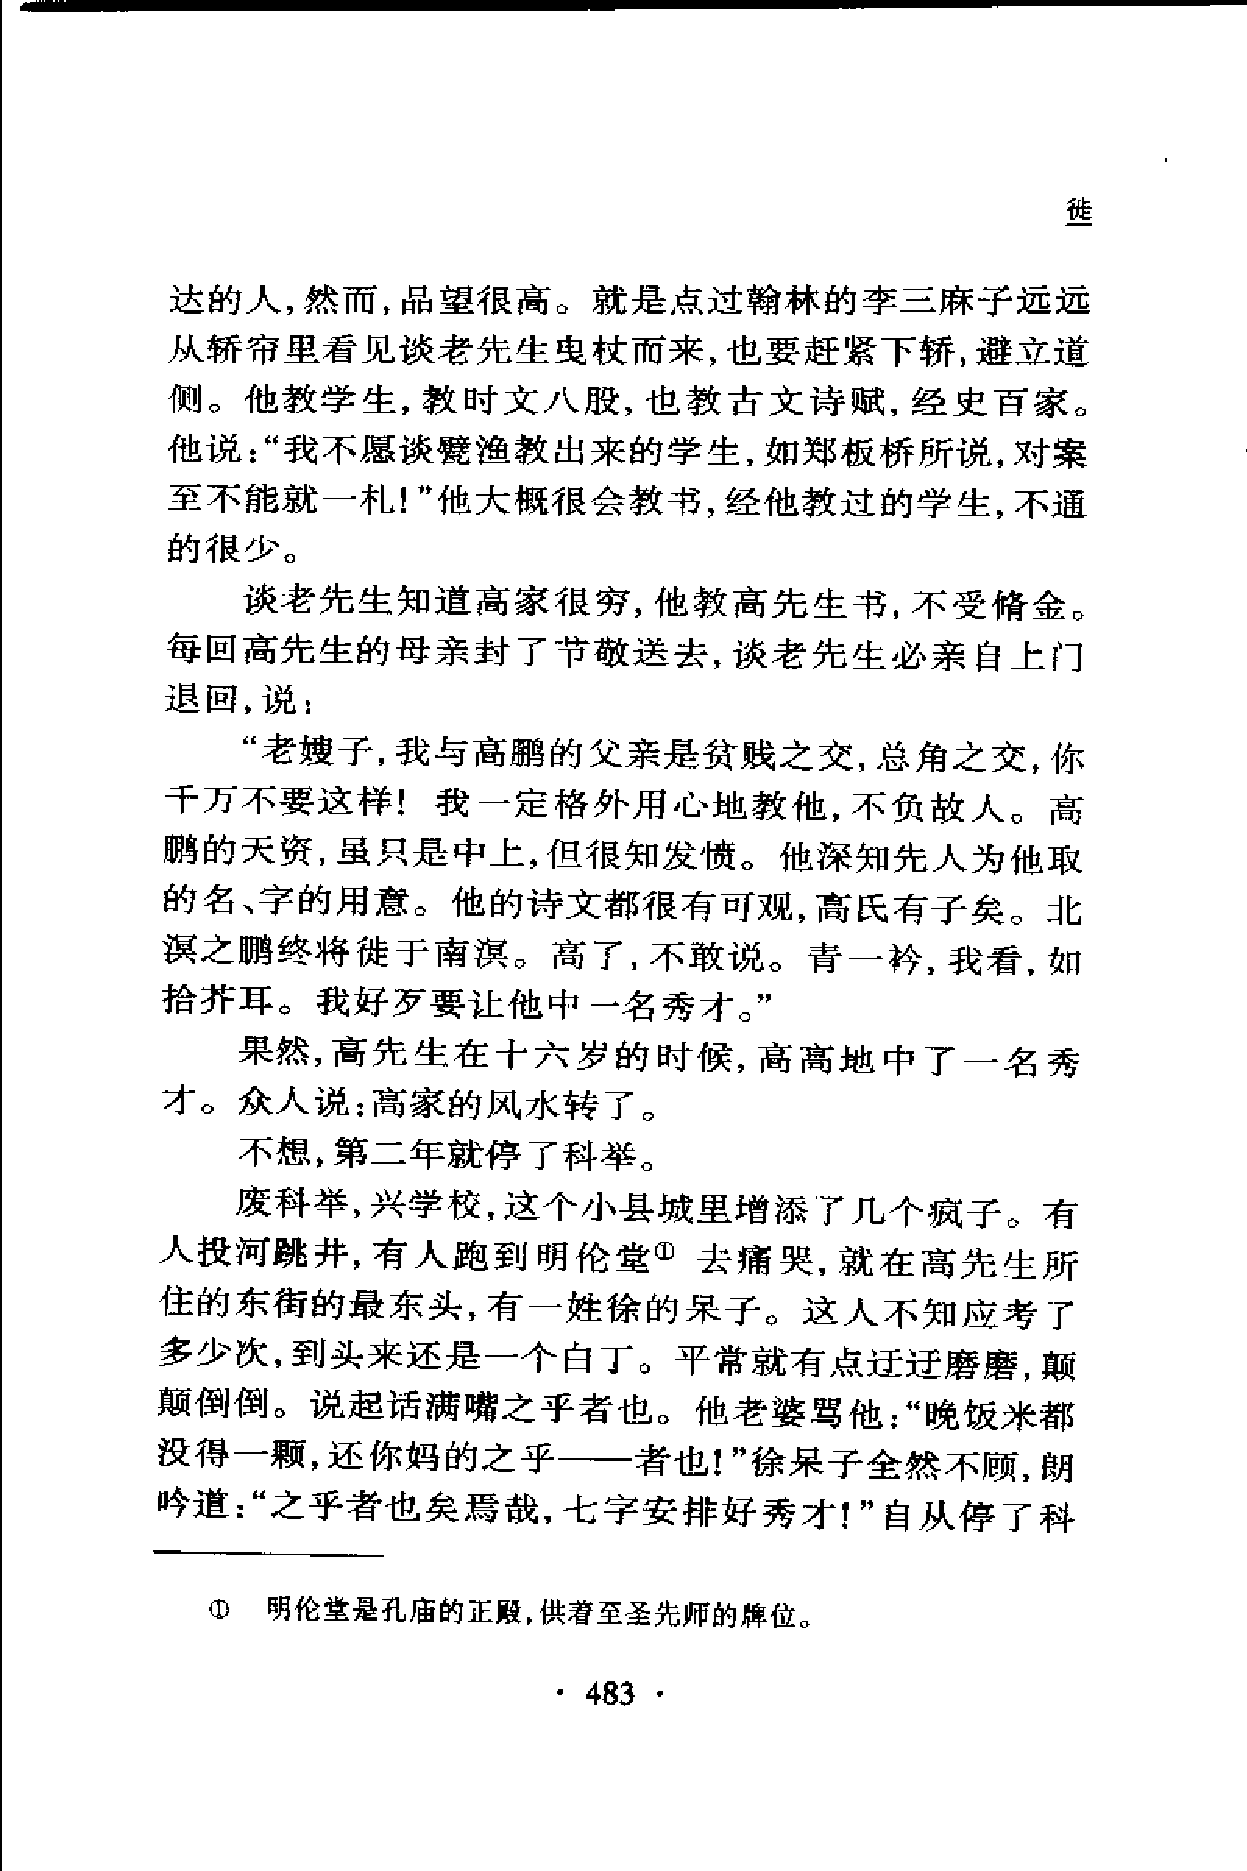 徙
达的人,然而,品望很高。就是点过翰林的李三麻子远远
从轿帘里看见谈老先生曳杖而来,也要赶紧下轿,避立道
侧。他教学生,教时文八股,也教古文诗赋,经史百家。
他说:“我不愿谈甓渔教出来的学生,如郑板桥所说,对案
至不能就一札!”他大概很会教书,经他教过的学生,不通
的很少。
谈老先生知道高家很穷,他教高先生书,不受脩金。
每回高先生的母亲封了节敬送去,谈老先生必亲自上门
退回,说:
“老嫂子,我与高鹏的父亲是贫贱之交,总角之交,你
千万不要这样! 我一定格外用心地教他,不负故人。高
鹏的天资,虽只是中上,但很知发愤。他深知先人为他取
的名、字的用意。他的诗文都很有可观,高氏有子矣。北
溟之鹏终将徙于南溟。高了,不敢说。青一衿,我看,如
拾芥耳。我好歹要让他中一名秀才。”
果然,高先生在十六岁的时候,高高地中了一名秀
才。众人说:高家的风水转了。
不想,第二年就停了科举。
废科举,兴学校,这个小县城里增添了几个疯子。有
人投河跳井,有人跑到明伦堂① 去痛哭,就在高先生所
住的东街的最东头,有一姓徐的呆子。这人不知应考了
多少次,到头来还是一个白丁。平常就有点迂迂磨磨,颠
颠倒倒。说起话满嘴之乎者也。他老婆骂他:“晚饭米都
没得一颗,还你妈的之乎——者也!”徐呆子全然不顾,朗
吟道:“之乎者也矣焉哉,七字安排好秀才!”自从停了科
① 明伦堂是孔庙的正殿,供着至圣先师的牌位。
· 483 ·